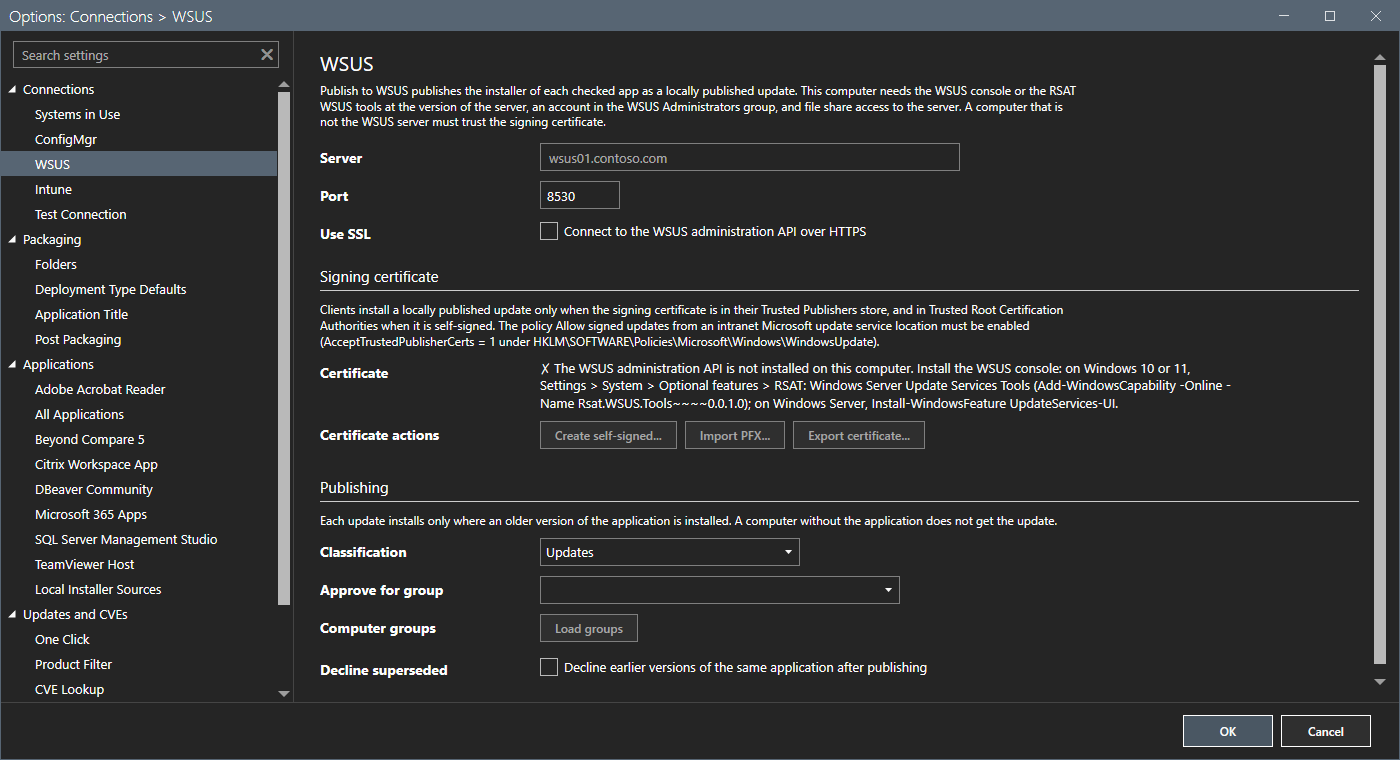 Options: Connections > WSUS
Search settings
Connections
Systems in Use
ConfigMgr
WSUS
Intune
Test Connection
Packaging
Folders
Deployment Type Defaults
Application Title
Post Packaging
Applications
Adobe Acrobat Reader
All Applications
Beyond Compare 5
Citrix Workspace App
DBeaver Community
Microsoft 365 Apps
SQL Server Management Studio
TeamViewer Host
Local Installer Sources
Updates and CVEs
One Click
Product Filter
CVE Lookup
WSUS
Publish to WSUS publishes the installer of each checked app as a locally published update. This computer needs the WSUS console or the RSAT
WSUS tools at the version of the server, an account in the WSUS Administrators group, and file share access to the server. A computer that is
not the WSUS server must trust the signing certificate.
Server
wsus01.contoso.com
Port
8530
Use SSL
Connect to the WSUS administration API over HTTPS
Signing certificate
Clients install a locally published update only when the signing certificate is in their Trusted Publishers store, and in Trusted Root Certification
Authorities when it is self-signed. The policy Allow signed updates from an intranet Microsoft update service location must be enabled
(AcceptTrustedPublisherCerts = 1 under HKLM\SOFTWARE\Policies\Microsoft\Windows\WindowsUpdate).
Certificate
✗ The WSUS administration API is not installed on this computer. Install the WSUS console: on Windows 10 or 11,
Settings > System > Optional features > RSAT: Windows Server Update Services Tools (Add-WindowsCapability -Online -
Name Rsat.WSUS.Tools~~~~0.0.1.0); on Windows Server, Install-WindowsFeature UpdateServices-UI.
Certificate actions
Create self-signed...
Import PFX...
Export certificate...
Publishing
Each update installs only where an older version of the application is installed. A computer without the application does not get the update.
Classification
Updates
Approve for group
Computer groups
Load groups
Decline superseded
Decline earlier versions of the same application after publishing
OK
Cancel